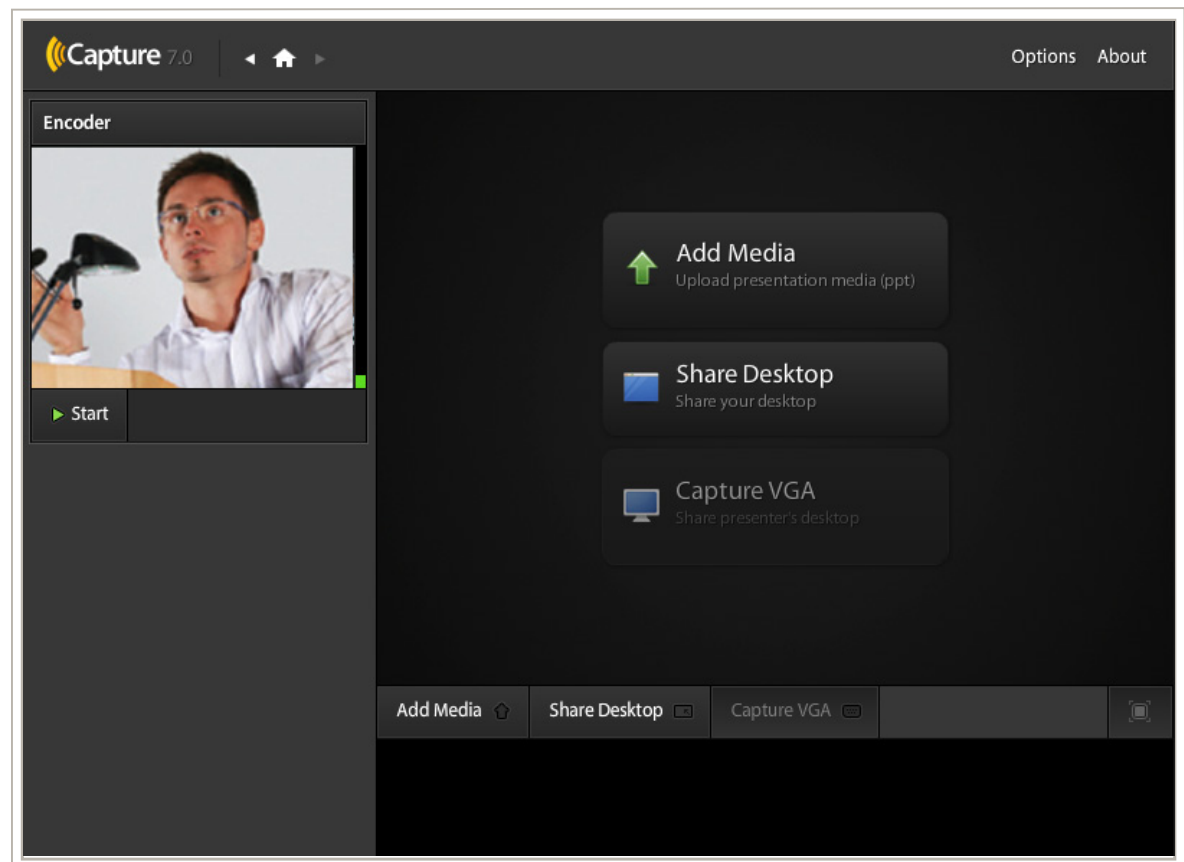 Capture 7.0
Options About
Encoder
Add Media
Upload presentation media (ppt)
Share Desktop
Share your desktop
Start
Capture VGA
Share presenter's desktop
Add Media Share Desktop Capture VGA